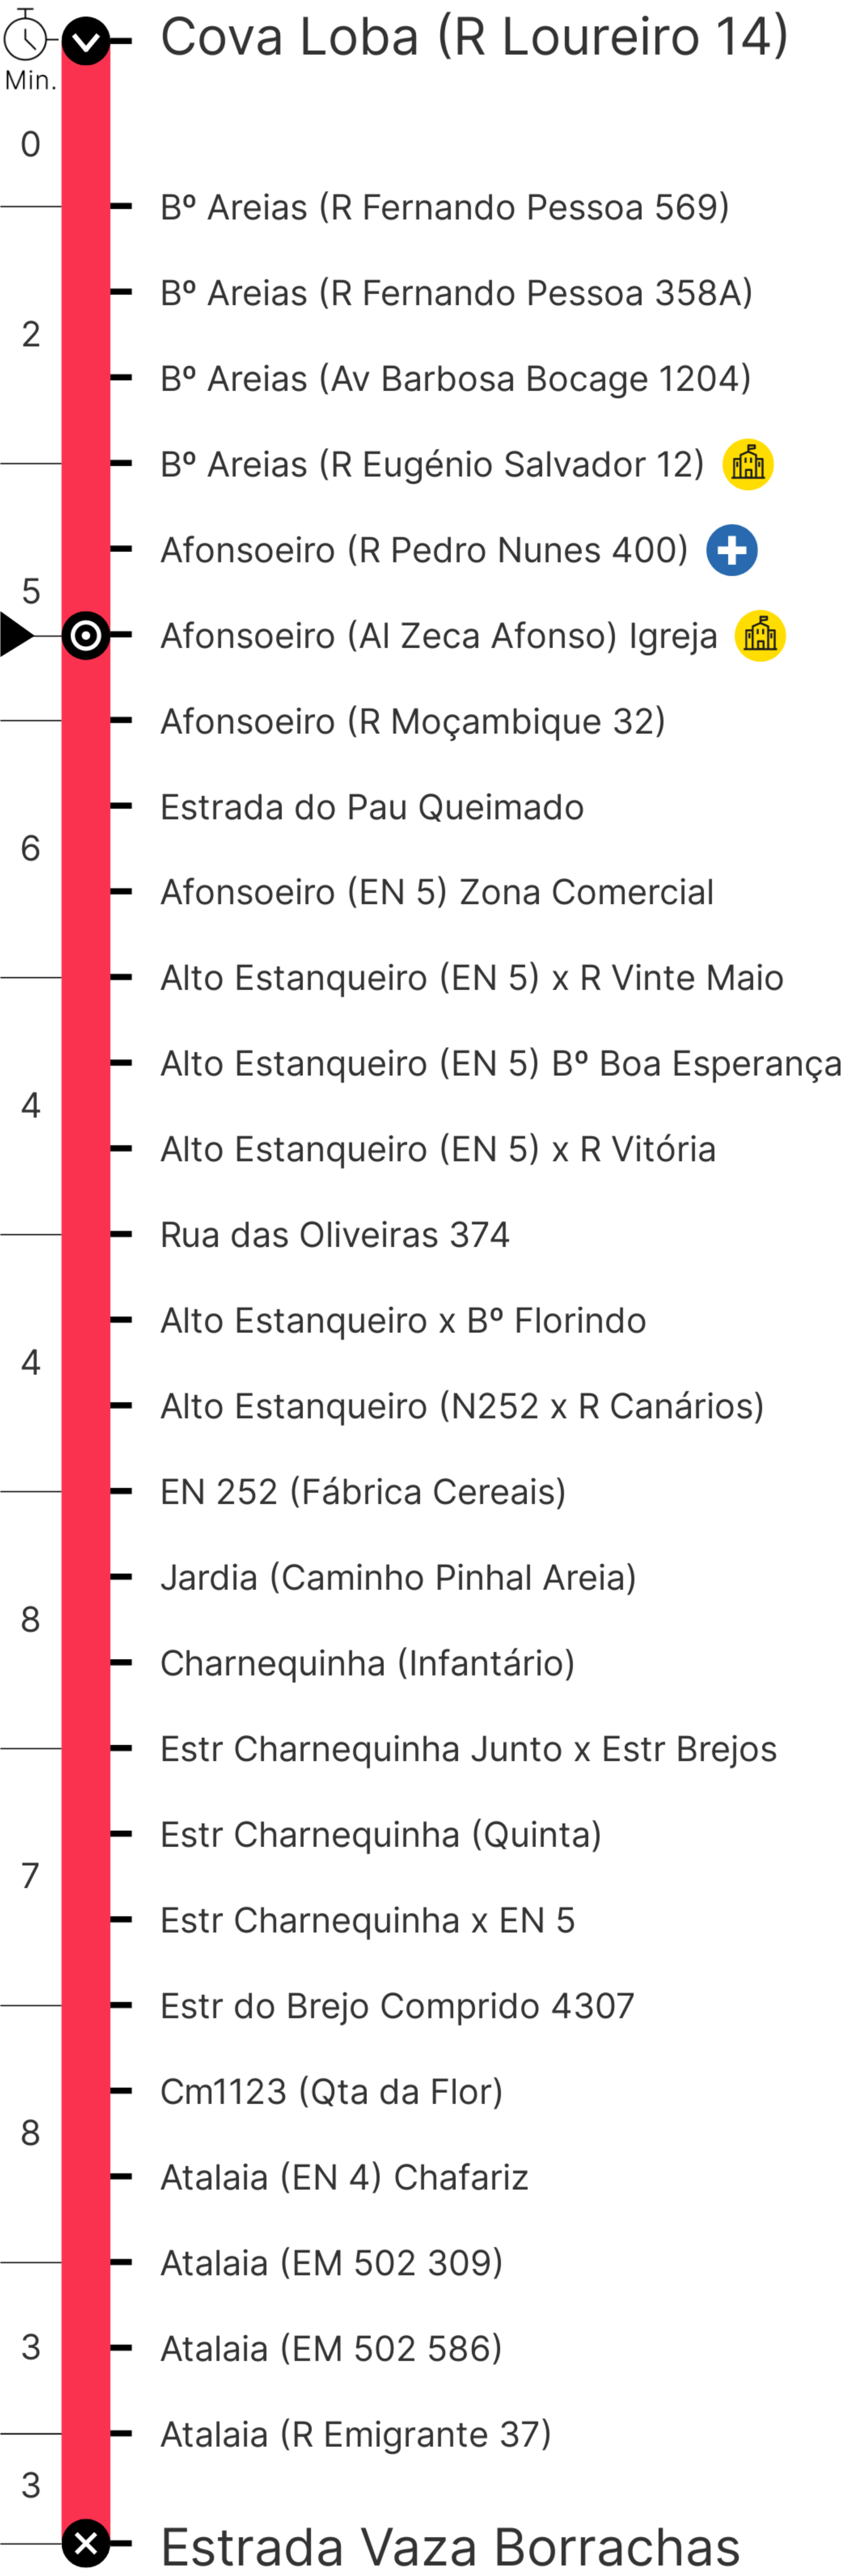 Cova Loba (R Loureiro 14)
Min.
0
Bº Areias (R Fernando Pessoa 569)
Bº Areias (R Fernando Pessoa 358A)
2
Bº Areias (Av Barbosa Bocage 1204)
Bº Areias (R Eugénio Salvador 12)
Afonsoeiro (R Pedro Nunes 400)
5
Afonsoeiro (Al Zeca Afonso) Igreja
Afonsoeiro (R Moçambique 32)
Estrada do Pau Queimado
6
Afonsoeiro (EN 5) Zona Comercial
Alto Estanqueiro (EN 5) x R Vinte Maio
Alto Estanqueiro (EN 5) Bº Boa Esperança
4
Alto Estanqueiro (EN 5) x R Vitória
Rua das Oliveiras 374
Alto Estanqueiro x Bº Florindo
4
Alto Estanqueiro (N252 x R Canários)
EN 252 (Fábrica Cereais)
Jardia (Caminho Pinhal Areia)
8
Charnequinha (Infantário)
Estr Charnequinha Junto x Estr Brejos
Estr Charnequinha (Quinta)
7
Estr Charnequinha x EN 5
Estr do Brejo Comprido 4307
Cm1123 (Qta da Flor)
8
Atalaia (EN 4) Chafariz
Atalaia (EM 502 309)
3
Atalaia (EM 502 586)
Atalaia (R Emigrante 37)
3
Estrada Vaza Borrachas